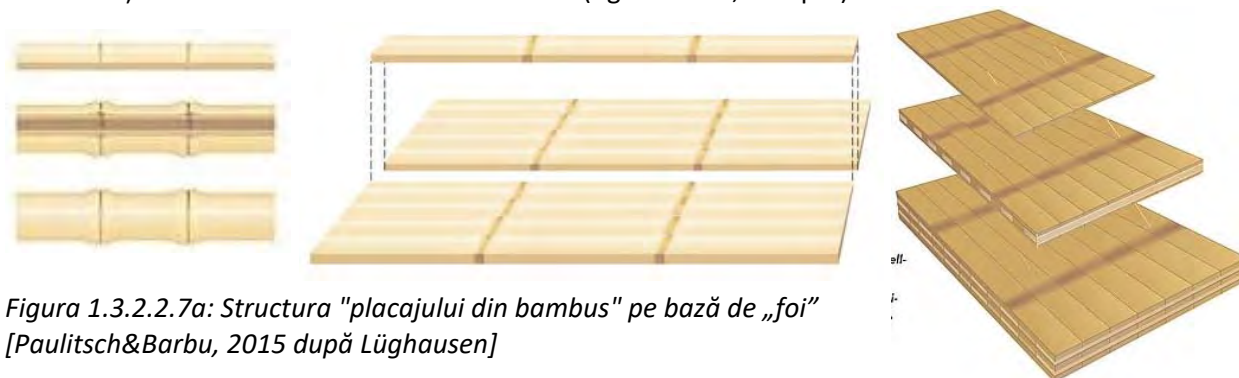 Figura 1.3.2.2.7a: Structura "placajului din bambus" pe bază de „foi”
[Paulitsch&Barbu, 2015 după Lüghausen]
ell-